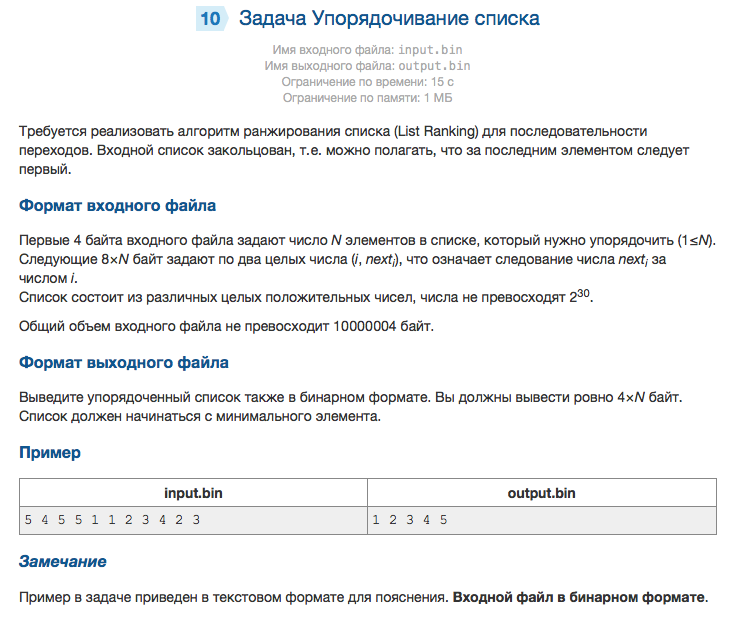 10 Задача Упорядочивание списка
Имя входного файла: input.bin
Имя выходного файла: output.bin
Ограничение по времени: 15 с
Ограничение по памяти: 1 МБ
Требуется реализовать алгоритм ранжирования списка (List Ranking) для последовательности
переходов. Входной список закольцован, т.е. можно полагать, что за последним элементом следует
первый.
Формат входного файла
Первые 4 байта входного файла задают число N элементов в списке, который нужно упорядочить (1≤N).
Следующие 8×N байт задают по два целых числа (i, nextᵢ), что означает следование числа nextᵢ за
числом i.
Список состоит из различных целых положительных чисел, числа не превосходят 2³⁰.
Общий объем входного файла не превосходит 10000004 байт.
Формат выходного файла
Выведите упорядоченный список также в бинарном формате. Вы должны вывести ровно 4×N байт.
Список должен начинаться с минимального элемента.
Пример
input.bin output.bin
5 4 5 5 1 1 2 3 4 2 3 1 2 3 4 5
Замечание
Пример в задаче приведен в текстовом формате для пояснения. Входной файл в бинарном формате.